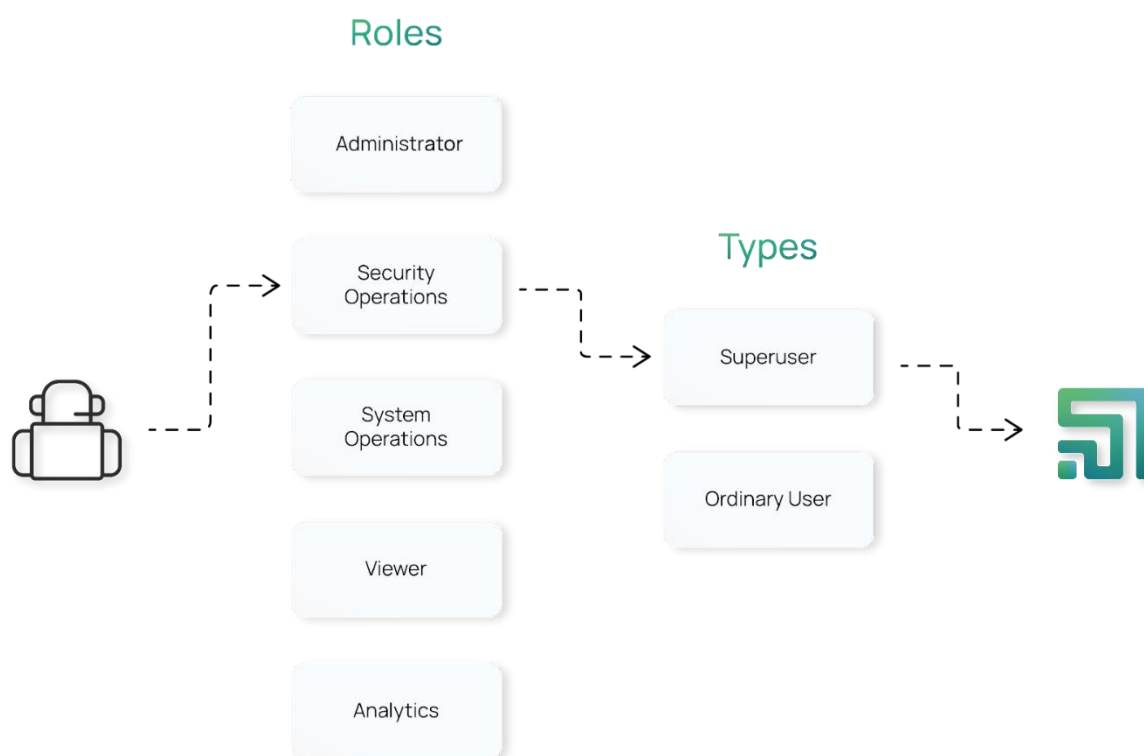 Roles
Administrator
Security
Operations
Types
Superuser
System
Operations
Ordinary User
Viewer
Analytics